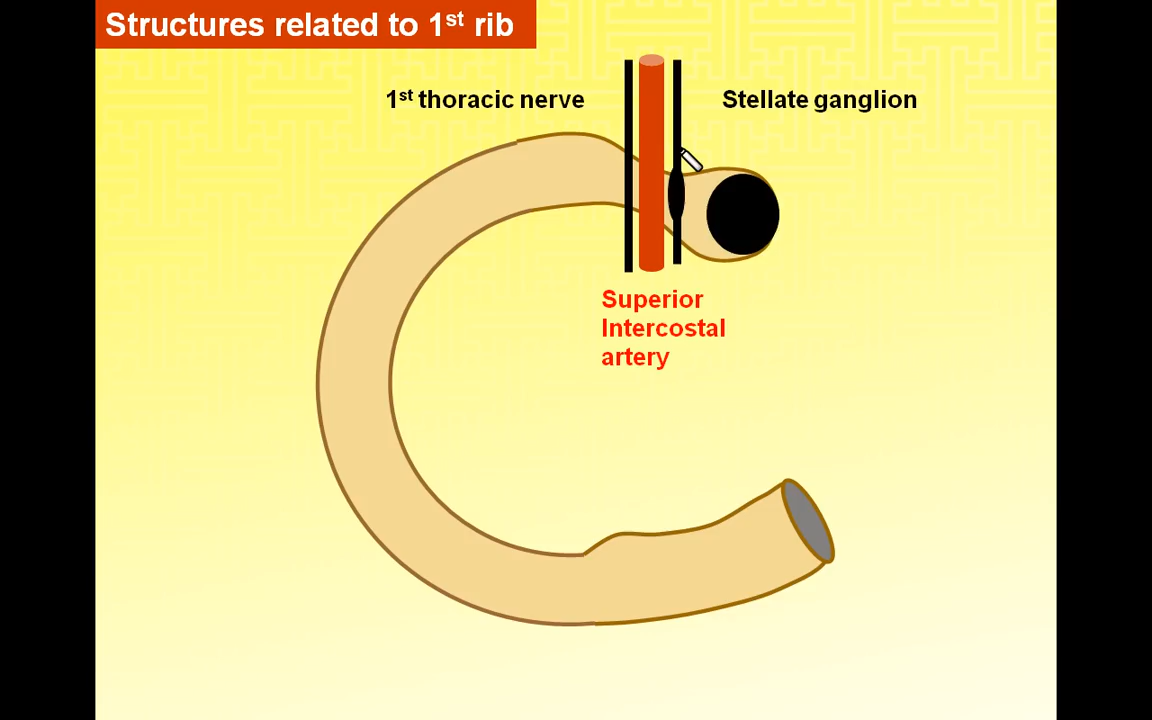 Structures related to 1st rib
1st thoracic nerve
Stellate ganglion
Superior
Intercostal
artery